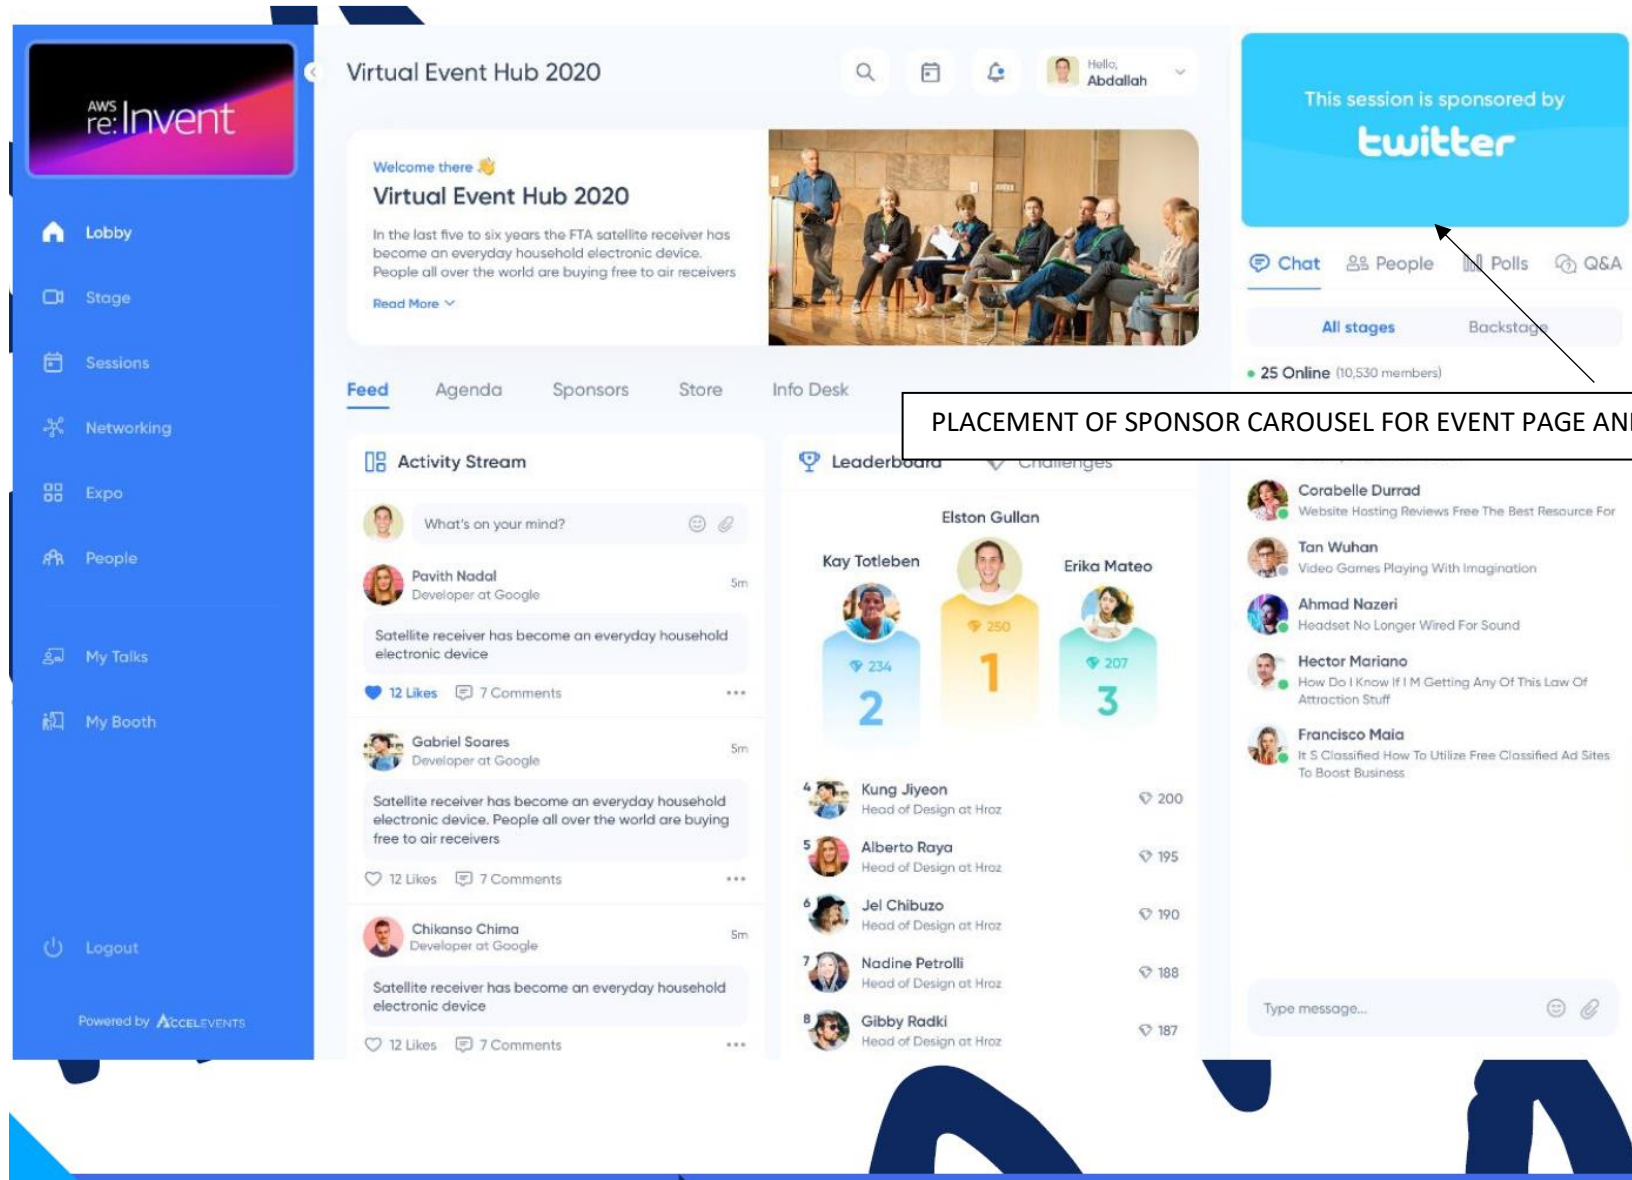 AWS
re:Invent
Lobby
Stage
Sessions
Networking
Expo
People
My Talks
My Booth
Logout
Powered by ACCELEVENTS
Virtual Event Hub 2020
Hello,
Abdallah
Welcome there
Virtual Event Hub 2020
In the last five to six years the FTA satellite receiver has
become an everyday household electronic device.
People all over the world are buying free to air receivers
Read More
Feed Agenda Sponsors Store Info Desk
Activity Stream
What's on your mind?
Pavith Nadal
5m
Developer at Google
Satellite receiver has become an everyday household
electronic device
12 Likes 7 Comments
Gabriel Soares
5m
Developer at Google
Satellite receiver has become an everyday household
electronic device. People all over the world are buying
free to air receivers
12 Likes 7 Comments
Chikanso Chima
5m
Developer at Google
Satellite receiver has become an everyday household
electronic device
12 Likes 7 Comments
Leaderboard Challenges
Elston Gullan
Kay Totleben
Erika Mateo
250
1
234
2
207
3
4 Kung Jiyeon
Head of Design at Hroz
200
5 Alberto Raya
Head of Design at Hroz
195
6 Jel Chibuzo
Head of Design at Hroz
190
7 Nadine Petrolli
Head of Design at Hroz
188
8 Gibby Radki
Head of Design at Hroz
187
This session is sponsored by
twitter
Chat People Polls Q&A
All stages Backstage
25 Online (10,530 members)
PLACEMENT OF SPONSOR CAROUSEL FOR EVENT PAGE
Corabelle Durrad
Website Hosting Reviews Free The Best Resource For
Tan Wuhan
Video Games Playing With Imagination
Ahmad Nazeri
Headset No Longer Wired For Sound
Hector Mariano
How Do I Know If I M Getting Any Of This Law Of
Attraction Stuff
Francisco Maia
It S Classified How To Utilize Free Classified Ad Sites
To Boost Business
Type message...